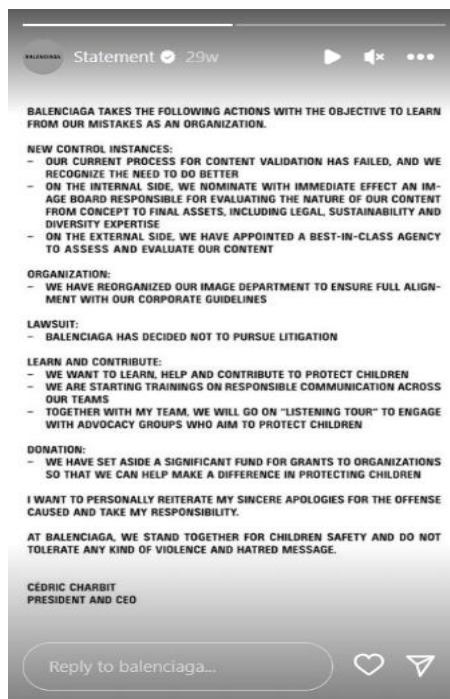 BALENCIAGA
Statement 29w
BALENCIAGA TAKES THE FOLLOWING ACTIONS WITH THE OBJECTIVE TO LEARN
FROM OUR MISTAKES AS AN ORGANIZATION.
NEW CONTROL INSTANCES:
– OUR CURRENT PROCESS FOR CONTENT VALIDATION HAS FAILED, AND WE
RECOGNIZE THE NEED TO DO BETTER
– ON THE INTERNAL SIDE, WE NOMINATE WITH IMMEDIATE EFFECT AN IM-
AGE BOARD RESPONSIBLE FOR EVALUATING THE NATURE OF OUR CONTENT
FROM CONCEPT TO FINAL ASSETS, INCLUDING LEGAL, SUSTAINABILITY AND
DIVERSITY EXPERTISE
– ON THE EXTERNAL SIDE, WE HAVE APPOINTED A BEST-IN-CLASS AGENCY
TO ASSESS AND EVALUATE OUR CONTENT
ORGANIZATION:
– WE HAVE REORGANIZED OUR IMAGE DEPARTMENT TO ENSURE FULL ALIGN-
MENT WITH OUR CORPORATE GUIDELINES
LAWSUIT:
– BALENCIAGA HAS DECIDED NOT TO PURSUE LITIGATION
LEARN AND CONTRIBUTE:
– WE WANT TO LEARN, HELP AND CONTRIBUTE TO PROTECT CHILDREN
– WE ARE STARTING TRAININGS ON RESPONSIBLE COMMUNICATION ACROSS
OUR TEAMS
– TOGETHER WITH MY TEAM, WE WILL GO ON "LISTENING TOUR" TO ENGAGE
WITH ADVOCACY GROUPS WHO AIM TO PROTECT CHILDREN
DONATION:
– WE HAVE SET ASIDE A SIGNIFICANT FUND FOR GRANTS TO ORGANIZATIONS
SO THAT WE CAN HELP MAKE A DIFFERENCE IN PROTECTING CHILDREN
I WANT TO PERSONALLY REITERATE MY SINCERE APOLOGIES FOR THE OFFENSE
CAUSED AND TAKE MY RESPONSIBILITY.
AT BALENCIAGA, WE STAND TOGETHER FOR CHILDREN SAFETY AND DO NOT
TOLERATE ANY KIND OF VIOLENCE AND HATRED MESSAGE.
CÉDRIC CHARBIT
PRESIDENT AND CEO
Reply to balenciaga...